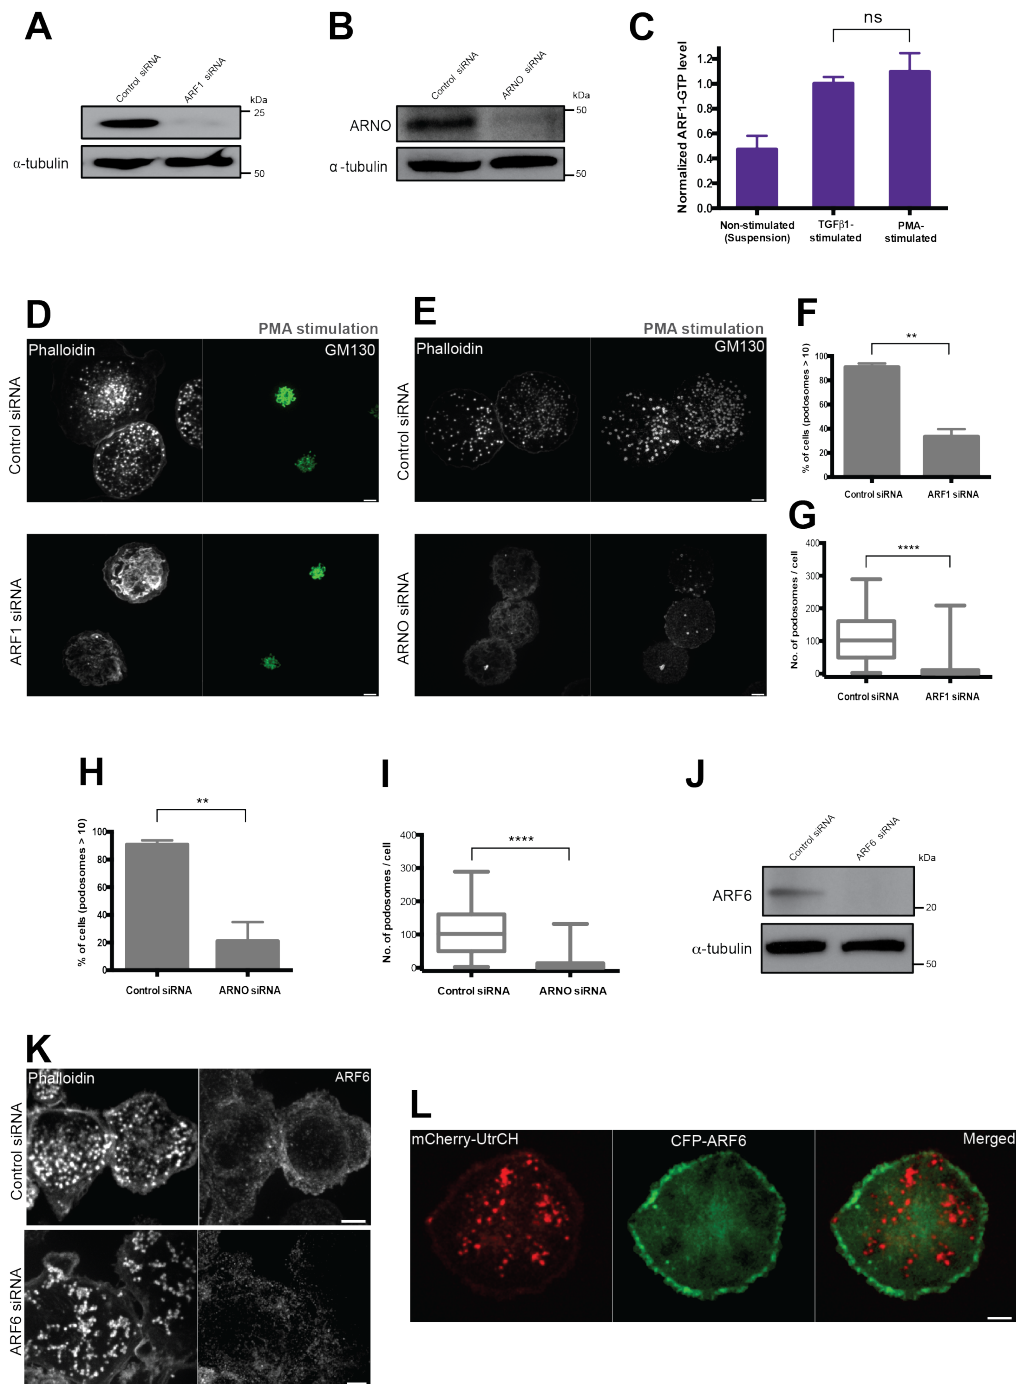 A
Control siRNA
ARF1 siRNA
kDa
25
α-tubulin
50
B
Control siRNA
ARNO siRNA
kDa
50
ARNO
α-tubulin
50
C
ns
Normalized ARF1-GTP level
1.2
1.0
0.8
0.6
0.4
0.2
0.0
Non-stimulated
(Suspension)
TGFβ1-
stimulated
PMA-
stimulated
D
PMA stimulation
Phalloidin
GM130
Control siRNA
ARF1 siRNA
E
PMA stimulation
Phalloidin
GM130
Control siRNA
ARNO siRNA
F
**
% of cells (podosomes > 10)
100
80
60
40
20
0
Control siRNA
ARF1 siRNA
G
****
No. of podosomes / cell
400
300
200
100
0
Control siRNA
ARF1 siRNA
H
**
% of cells (podosomes > 10)
100
80
60
40
20
0
Control siRNA
ARNO siRNA
I
****
No. of podosomes / cell
400
300
200
100
0
Control siRNA
ARNO siRNA
J
Control siRNA
ARF6 siRNA
kDa
ARF6
20
α-tubulin
50
K
Phalloidin
ARF6
Control siRNA
ARF6 siRNA
L
mCherry-UtrCH
CFP-ARF6
Merged